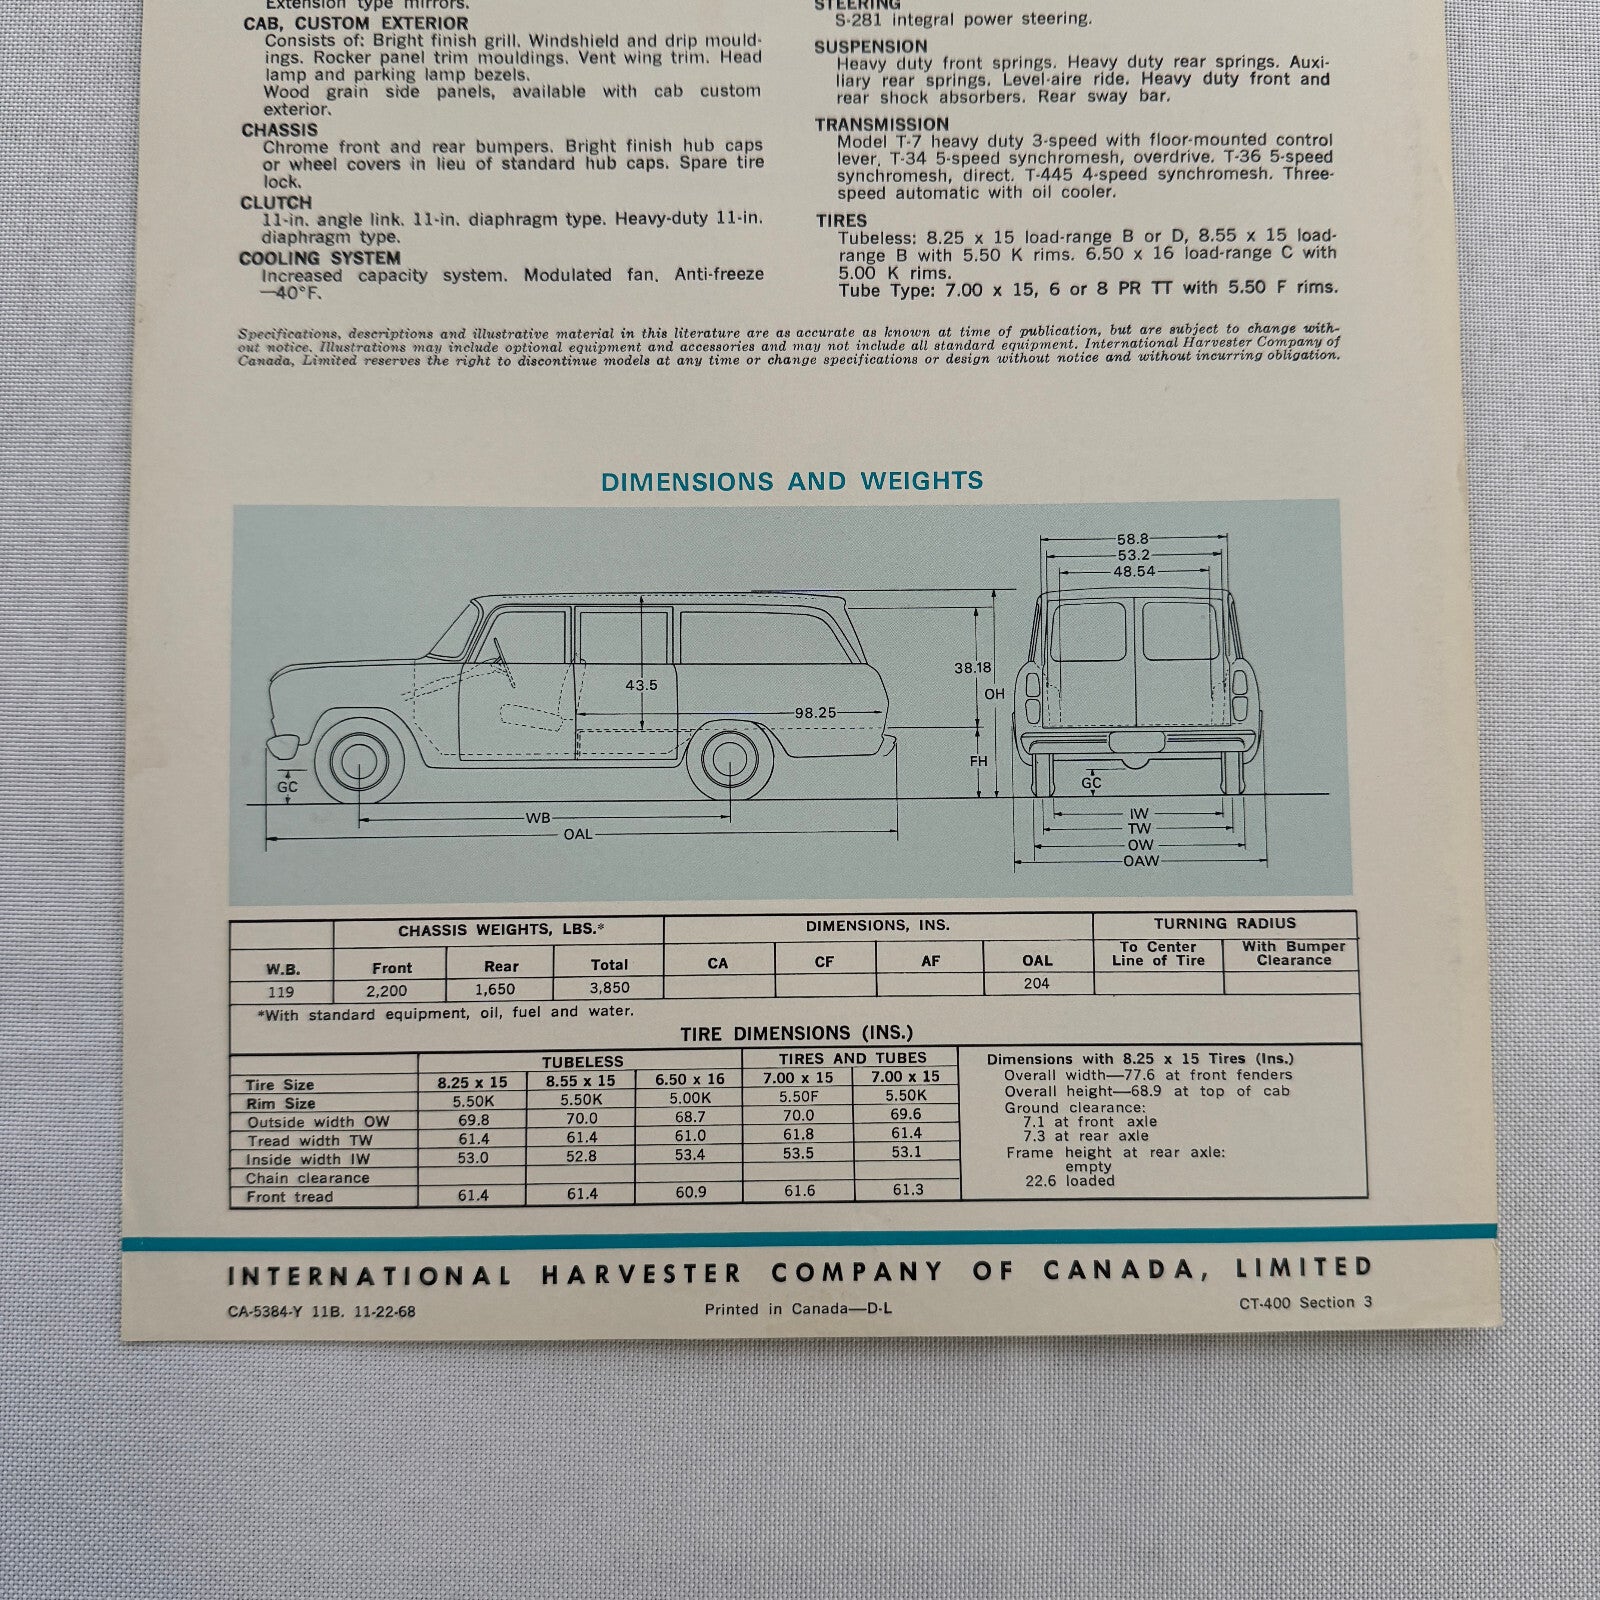 Extension type mirrors.
CAB, CUSTOM EXTERIOR
Consists of: Bright finish grill. Windshield and drip mould-
ings. Rocker panel trim mouldings. Vent wing trim. Head
lamp and parking lamp bezels.
Wood grain side panels, available with cab custom
exterior.
CHASSIS
Chrome front and rear bumpers. Bright finish hub caps
or wheel covers in lieu of standard hub caps. Spare tire
lock.
CLUTCH
11-in. angle link. 11-in. diaphragm type. Heavy-duty 11-in.
diaphragm type.
COOLING SYSTEM
Increased capacity system. Modulated fan. Anti-freeze
—40°F.
STEERING
S-281 integral power steering.
SUSPENSION
Heavy duty front springs. Heavy duty rear springs. Auxi-
liary rear springs. Level-aire ride. Heavy duty front and
rear shock absorbers. Rear sway bar.
TRANSMISSION
Model T-7 heavy duty 3-speed with floor-mounted control
lever, T-34 5-speed synchromesh, overdrive. T-36 5-speed
synchromesh, direct. T-445 4-speed synchromesh. Three-
speed automatic with oil cooler.
TIRES
Tubeless: 8.25 x 15 load-range B or D, 8.55 x 15 load-
range B with 5.50 K rims. 6.50 x 16 load-range C with
5.00 K rims.
Tube Type: 7.00 x 15, 6 or 8 PR TT with 5.50 F rims.
Specifications, descriptions and illustrative material in this literature are as accurate as known at time of publication, but are subject to change with-
out notice. Illustrations may include optional equipment and accessories and may not include all standard equipment. International Harvester Company of
Canada, Limited reserves the right to discontinue models at any time or change specifications or design without notice and without incurring obligation.
DIMENSIONS AND WEIGHTS
58.8
53.2
48.54
38.18
43.5
OH
98.25
FH
GC
GC
WB
OAL
IW
TW
OW
OAW
CHASSIS WEIGHTS, LBS.* DIMENSIONS, INS. TURNING RADIUS
W.B. Front Rear Total CA CF AF OAL To Center Line of Tire With Bumper Clearance
119 2,200 1,650 3,850 204
*With standard equipment, oil, fuel and water.
TIRE DIMENSIONS (INS.)
TUBELESS TIRES AND TUBES
Tire Size 8.25 x 15 8.55 x 15 6.50 x 16 7.00 x 15 7.00 x 15
Rim Size 5.50K 5.50K 5.00K 5.50F 5.50K
Outside width OW 69.8 70.0 68.7 70.0 69.6
Tread width TW 61.4 61.4 61.0 61.8 61.4
Inside width IW 53.0 52.8 53.4 53.5 53.1
Chain clearance
Front tread 61.4 61.4 60.9 61.6 61.3
Dimensions with 8.25 x 15 Tires (Ins.)
Overall width—77.6 at front fenders
Overall height—68.9 at top of cab
Ground clearance:
7.1 at front axle
7.3 at rear axle
Frame height at rear axle:
empty
22.6 loaded
INTERNATIONAL HARVESTER COMPANY OF CANADA, LIMITED
CA-5384-Y 11B. 11-22-68 Printed in Canada—D-L CT-400 Section 3